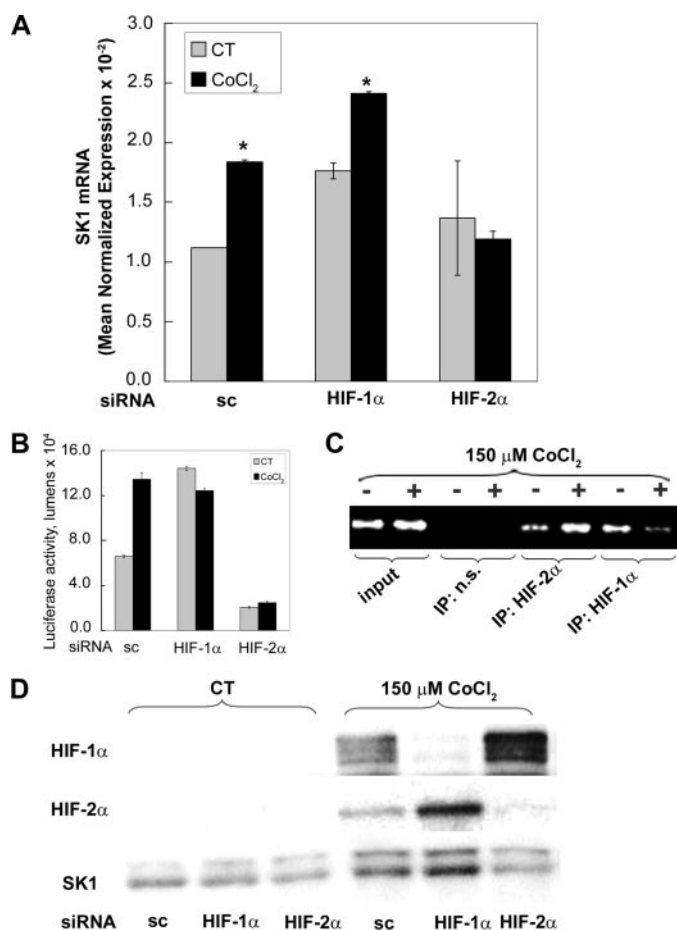 A
SK1 mRNA
(Mean Normalized Expression x 10⁻²)
3.0
2.5
2.0
1.5
1.0
0.5
0.0
CT
CoCl₂
*
*
siRNA sc HIF-1α HIF-2α
B
Luciferase activity, lumens x 10⁴
16.0
12.0
8.0
4.0
0.0
CT
CoCl₂
siRNA sc HIF-1α HIF-2α
C
150 μM CoCl₂
- + - + - + - +
input IP: n.s. IP: HIF-2α IP: HIF-1α
D
CT 150 μM CoCl₂
HIF-1α
HIF-2α
SK1
siRNA sc HIF-1α HIF-2α sc HIF-1α HIF-2α